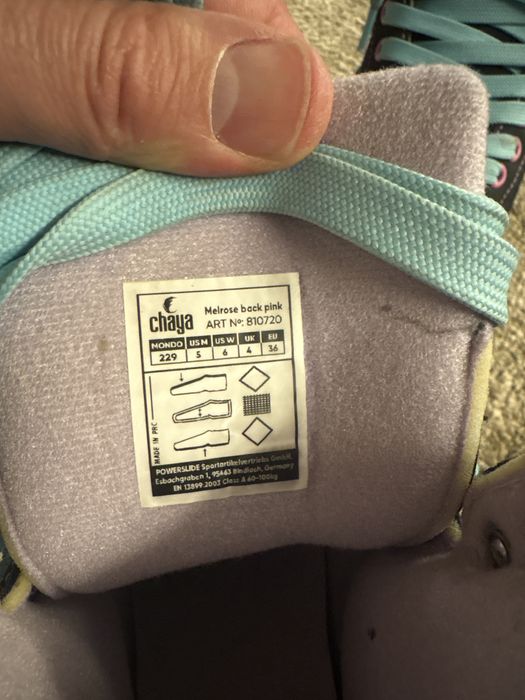 chaya
Melrose back pink
ART Nº: 810720
MONDO US M US W UK EU
229 5 6 4 36
MADE IN PRC
POWERSLIDE Sportartikelvertriebs GmbH,
Esbachgraben 1, 95463 Bindlach, Germany
EN 13899:2003 Class A 60-100kg